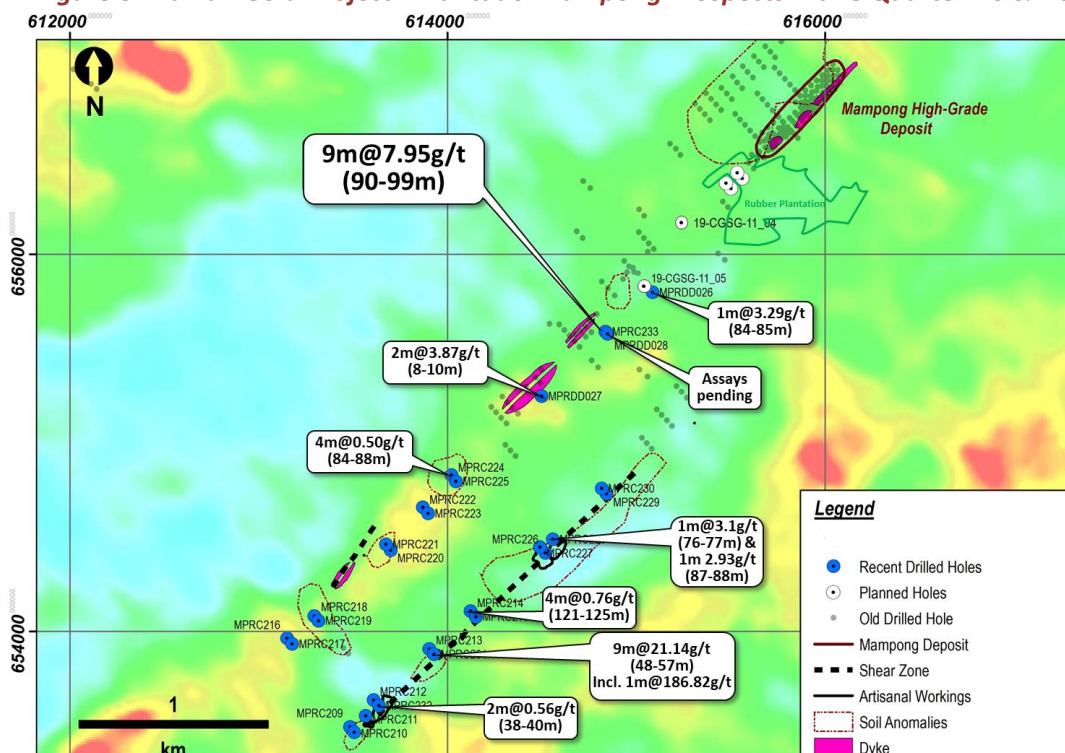 612000
614000
616000
N
Mampong High-Grade
Deposit
9m@7.95g/t
(90-99m)
Rubber Plantation
19-CGSG-11_04
656000
19-CGSG-11_05
MPRDD026
1m@3.29g/t
(84-85m)
MPRC233
MPRDD028
2m@3.87g/t
(8-10m)
Assays
pending
MPRDD027
4m@0.50g/t
(84-88m)
MPRC224
MPRC225
MPRC230
MPRC229
MPRC222
MPRC223
1m@3.1g/t
(76-77m) &
1m 2.93g/t
(87-88m)
MPRC226
MPRC227
MPRC221
MPRC220
4m@0.76g/t
(121-125m)
MPRC214
MPRC218
MPRC219
MPRC216
MPRC217
654000
MPRC213
9m@21.14g/t
(48-57m)
Incl. 1m@186.82g/t
MPRC212
MPRC209
MPRC211
MPRC210
2m@0.56g/t
(38-40m)
1
km
Legend
Recent Drilled Holes
Planned Holes
Old Drilled Hole
Mampong Deposit
Shear Zone
Artisanal Workings
Soil Anomalies
Dyke